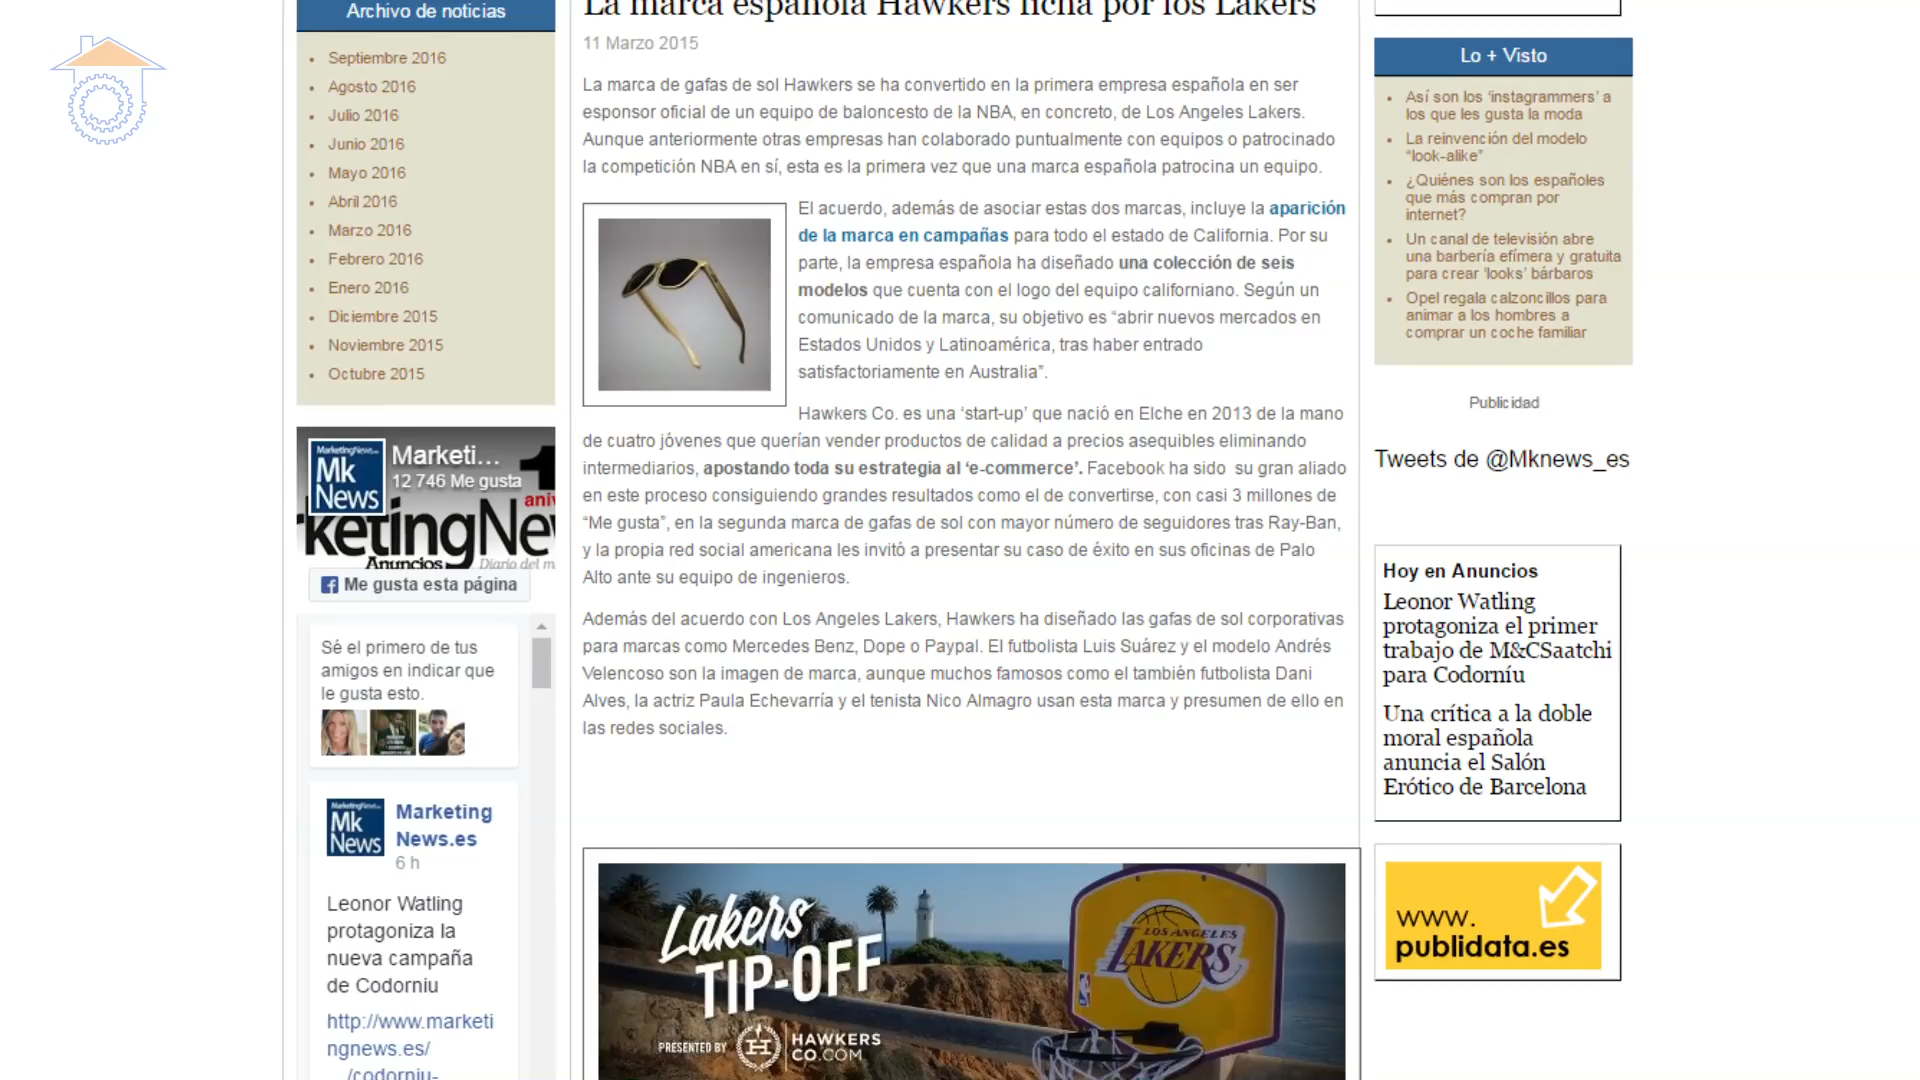 Archivo de noticias
Septiembre 2016
Agosto 2016
Julio 2016
Junio 2016
Mayo 2016
Abril 2016
Marzo 2016
Febrero 2016
Enero 2016
Diciembre 2015
Noviembre 2015
Octubre 2015
MarketingNews.es
Mk
News
Marketi...
12 746 Me gusta
aniv
rketingNew
Anuncios Diario del m
Me gusta esta página
Sé el primero de tus
amigos en indicar que
le gusta esto.
MarketingNews.es
Mk
News
Marketing
News.es
6 h
Leonor Watling
protagoniza la
nueva campaña
de Codorniu
http://www.marketi
ngnews.es/
.../codorniu-
La marca española Hawkers ficha por los Lakers
11 Marzo 2015
La marca de gafas de sol Hawkers se ha convertido en la primera empresa española en ser
esponsor oficial de un equipo de baloncesto de la NBA, en concreto, de Los Angeles Lakers.
Aunque anteriormente otras empresas han colaborado puntualmente con equipos o patrocinado
la competición NBA en sí, esta es la primera vez que una marca española patrocina un equipo.
El acuerdo, además de asociar estas dos marcas, incluye la aparición
de la marca en campañas para todo el estado de California. Por su
parte, la empresa española ha diseñado una colección de seis
modelos que cuenta con el logo del equipo californiano. Según un
comunicado de la marca, su objetivo es “abrir nuevos mercados en
Estados Unidos y Latinoamérica, tras haber entrado
satisfactoriamente en Australia”.
Hawkers Co. es una ‘start-up’ que nació en Elche en 2013 de la mano
de cuatro jóvenes que querían vender productos de calidad a precios asequibles eliminando
intermediarios, apostando toda su estrategia al ‘e-commerce’. Facebook ha sido su gran aliado
en este proceso consiguiendo grandes resultados como el de convertirse, con casi 3 millones de
“Me gusta”, en la segunda marca de gafas de sol con mayor número de seguidores tras Ray-Ban,
y la propia red social americana les invitó a presentar su caso de éxito en sus oficinas de Palo
Alto ante su equipo de ingenieros.
Además del acuerdo con Los Angeles Lakers, Hawkers ha diseñado las gafas de sol corporativas
para marcas como Mercedes Benz, Dope o Paypal. El futbolista Luis Suárez y el modelo Andrés
Velencoso son la imagen de marca, aunque muchos famosos como el también futbolista Dani
Alves, la actriz Paula Echevarría y el tenista Nico Almagro usan esta marca y presumen de ello en
las redes sociales.
Lakers
TIP-OFF
PRESENTED BY H HAWKERS
CO.COM
LOS ANGELES
LAKERS
NBA
Lo + Visto
Así son los ‘instagrammers’ a
los que les gusta la moda
La reinvención del modelo
“look-alike”
¿Quiénes son los españoles
que más compran por
internet?
Un canal de televisión abre
una barbería efímera y gratuita
para crear ‘looks’ bárbaros
Opel regala calzoncillos para
animar a los hombres a
comprar un coche familiar
Publicidad
Tweets de @Mknews_es
Hoy en Anuncios
Leonor Watling
protagoniza el primer
trabajo de M&CSaatchi
para Codorníu
Una crítica a la doble
moral española
anuncia el Salón
Erótico de Barcelona
www.
publidata.es